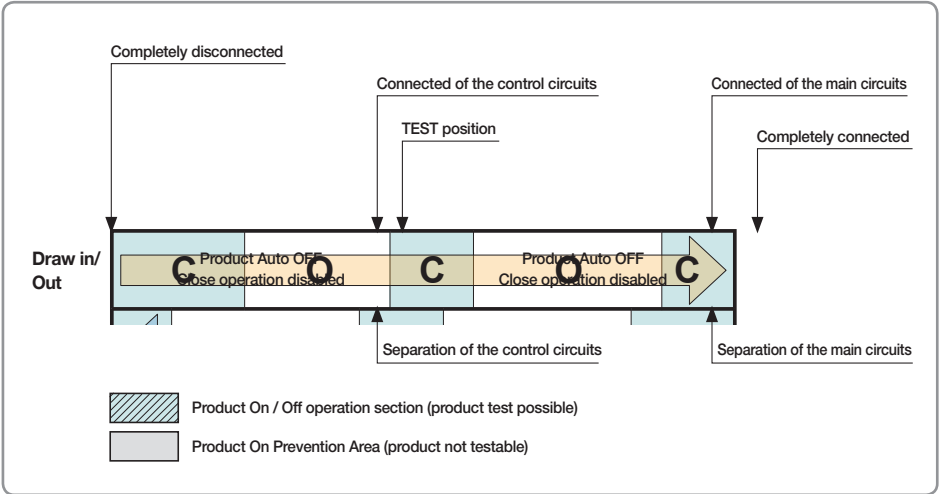 Completely disconnected
Connected of the control circuits
Connected of the main circuits
TEST position
Completely connected
Draw in/
Out
C
Product Auto OFF
Close operation disabled
O
C
Product Auto OFF
Close operation disabled
O
C
Separation of the control circuits
Separation of the main circuits
Product On / Off operation section (product test possible)
Product On Prevention Area (product not testable)